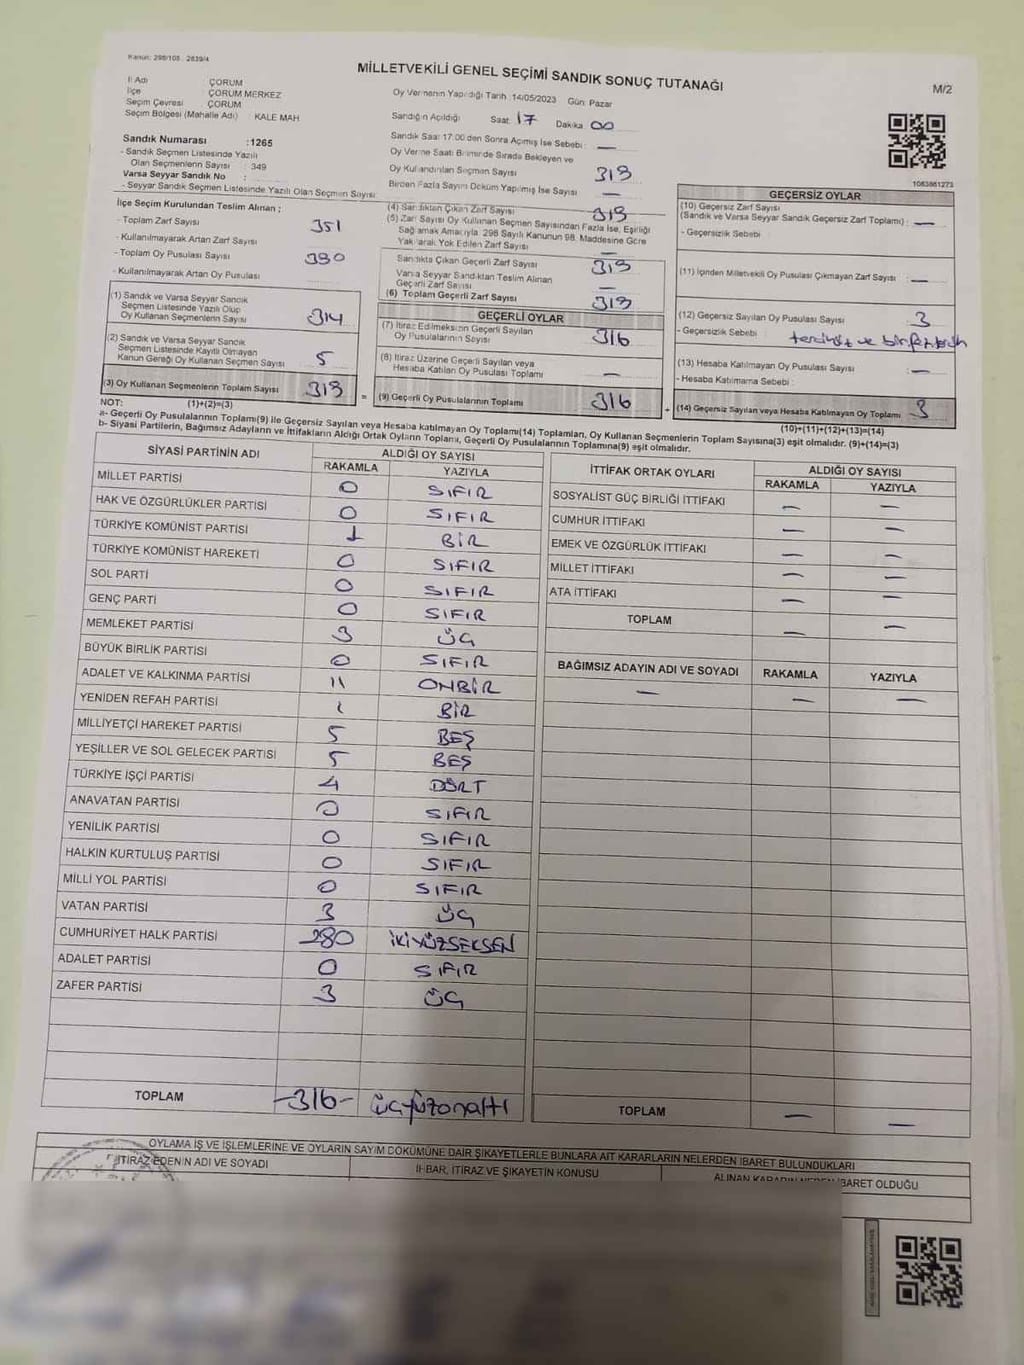 Kanun: 298/105 - 2839/4
MİLLETVEKİLİ GENEL SEÇİMİ SANDIK SONUÇ TUTANAĞI
M/2
İl Adı : ÇORUM
İlçe : ÇORUM MERKEZ
Seçim Çevresi : ÇORUM
Seçim Bölgesi (Mahalle Adı) KALE MAH
Oy Vermenin Yapıldığı Tarih :14/05/2023 Gün: Pazar
Sandığın Açıldığı Saat: 17 Dakika 00
Sandık Saat 17:00'den Sonra Açılmış İse Sebebi : —
Oy Verme Saati Bitiminde Sırada Bekleyen ve
Oy Kullandırılan Seçmen Sayısı 319
Birden Fazla Sayım Döküm Yapılmış İse Sayısı —
Sandık Numarası :1265
- Sandık Seçmen Listesinde Yazılı
Olan Seçmenlerin Sayısı : 349
Varsa Seyyar Sandık No :
- Seyyar Sandık Seçmen Listesinde Yazılı Olan Seçmen Sayısı
1063861273
İlçe Seçim Kurulundan Teslim Alınan ;
- Toplam Zarf Sayısı 351
- Kullanılmayarak Artan Zarf Sayısı
- Toplam Oy Pusulası Sayısı 380
- Kullanılmayarak Artan Oy Pusulası
(1) Sandık ve Varsa Seyyar Sandık
Seçmen Listesinde Yazılı Olup
Oy Kullanan Seçmenlerin Sayısı 314
(2) Sandık ve Varsa Seyyar Sandık
Seçmen Listesinde Kayıtlı Olmayan
Kanun Gereği Oy Kullanan Seçmen Sayısı 5
(3) Oy Kullanan Seçmenlerin Toplam Sayısı 319
(4) Sandıktan Çıkan Zarf Sayısı 319
(5) Zarf Sayısı Oy Kullanan Seçmen Sayısından Fazla İse, Eşitliği
Sağlamak Amacıyla, 298 Sayılı Kanunun 98. Maddesine Göre
Yakılarak Yok Edilen Zarf Sayısı —
Sandıkta Çıkan Geçerli Zarf Sayısı 319
Varsa Seyyar Sandıktan Teslim Alınan
Geçerli Zarf Sayısı —
(6) Toplam Geçerli Zarf Sayısı 319
GEÇERLİ OYLAR
(7) İtiraz Edilmeksizin Geçerli Sayılan
Oy Pusulalarının Sayısı 316
(8) İtiraz Üzerine Geçerli Sayılan veya
Hesaba Katılan Oy Pusulası Toplamı —
= (9) Geçerli Oy Pusulalarının Toplamı 316
GEÇERSİZ OYLAR
(10) Geçersiz Zarf Sayısı
(Sandık ve Varsa Seyyar Sandık Geçersiz Zarf Toplamı) : —
- Geçersizlik Sebebi
(11) İçinden Milletvekili Oy Pusulası Çıkmayan Zarf Sayısı : —
(12) Geçersiz Sayılan Oy Pusulası Sayısı : 3
- Geçersizlik Sebebi :
(13) Hesaba Katılmayan Oy Pusulası Sayısı : —
- Hesaba Katılmama Sebebi :
+ (14) Geçersiz Sayılan veya Hesaba Katılmayan Oy Toplamı 3
NOT: (1)+(2)=(3) (10)+(11)+(12)+(13)=(14)
a- Geçerli Oy Pusulalarının Toplamı(9) ile Geçersiz Sayılan veya Hesaba katılmayan Oy Toplamı(14) Toplamları, Oy Kullanan Seçmenlerin Toplam Sayısına(3) eşit olmalıdır. (9)+(14)=(3)
b- Siyasi Partilerin, Bağımsız Adayların ve İttifakların Aldığı Ortak Oyların Toplamı, Geçerli Oy Pusulalarının Toplamına(9) eşit olmalıdır.
SİYASİ PARTİNİN ADI ALDIĞI OY SAYISI
RAKAMLA YAZIYLA
MİLLET PARTİSİ 0 SIFIR
HAK VE ÖZGÜRLÜKLER PARTİSİ 0 SIFIR
TÜRKİYE KOMÜNİST PARTİSİ 1 BİR
TÜRKİYE KOMÜNİST HAREKETİ 0 SIFIR
SOL PARTİ 0 SIFIR
GENÇ PARTİ 0 SIFIR
MEMLEKET PARTİSİ 3 ÜÇ
BÜYÜK BİRLİK PARTİSİ 0 SIFIR
ADALET VE KALKINMA PARTİSİ 11 ONBİR
YENİDEN REFAH PARTİSİ 1 BİR
MİLLİYETÇİ HAREKET PARTİSİ 5 BEŞ
YEŞİLLER VE SOL GELECEK PARTİSİ 5 BEŞ
TÜRKİYE İŞÇİ PARTİSİ 4 DÖRT
ANAVATAN PARTİSİ 0 SIFIR
YENİLİK PARTİSİ 0 SIFIR
HALKIN KURTULUŞ PARTİSİ 0 SIFIR
MİLLİ YOL PARTİSİ 0 SIFIR
VATAN PARTİSİ 3 ÜÇ
CUMHURİYET HALK PARTİSİ 280 İKİYÜZSEKSEN
ADALET PARTİSİ 0 SIFIR
ZAFER PARTİSİ 3 ÜÇ
TOPLAM -316- üçyüzonaltı
İTTİFAK ORTAK OYLARI ALDIĞI OY SAYISI
RAKAMLA YAZIYLA
SOSYALİST GÜÇ BİRLİĞİ İTTİFAKI — —
CUMHUR İTTİFAKI — —
EMEK VE ÖZGÜRLÜK İTTİFAKI — —
MİLLET İTTİFAKI — —
ATA İTTİFAKI — —
TOPLAM — —
BAĞIMSIZ ADAYIN ADI VE SOYADI RAKAMLA YAZIYLA
— — —
TOPLAM — —
OYLAMA İŞ VE İŞLEMLERİNE VE OYLARIN SAYIM DÖKÜMÜNE DAİR ŞİKAYETLERLE BUNLARA AİT KARARLARIN NELERDEN İBARET BULUNDUKLARI
İTİRAZ EDENİN ADI VE SOYADI
İHBAR, İTİRAZ VE ŞİKAYETİN KONUSU
ALINAN KARARIN NEDEN İBARET OLDUĞU